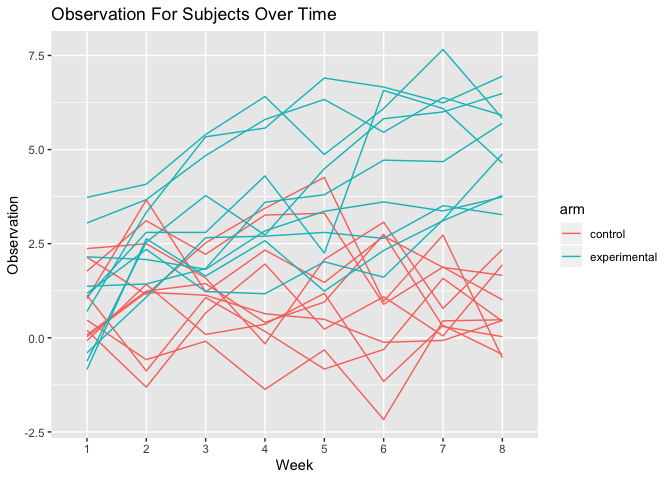 Observation For Subjects Over Time
7.5
5.0
2.5
0.0
-2.5
Observation
1 2 3 4 5 6 7 8
Week
arm
control
experimental